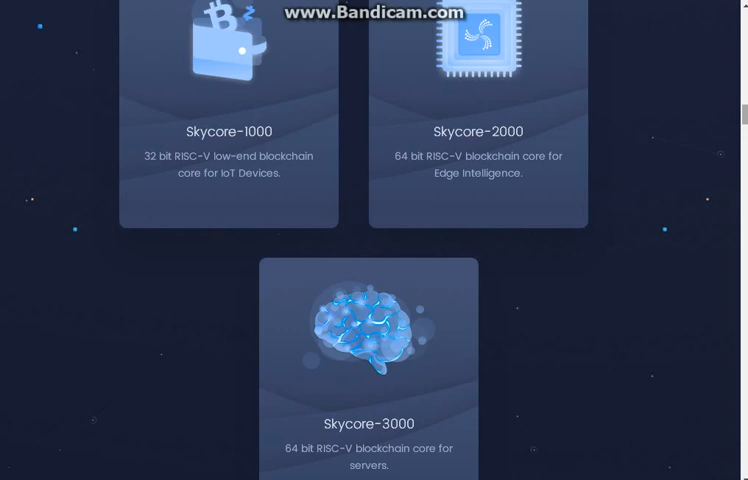 www.Bandicam.com
Skycore-1000
32 bit RISC-V low-end blockchain
core for IoT Devices.
Skycore-2000
64 bit RISC-V blockchain core for
Edge Intelligence.
Skycore-3000
64 bit RISC-V blockchain core for
servers.